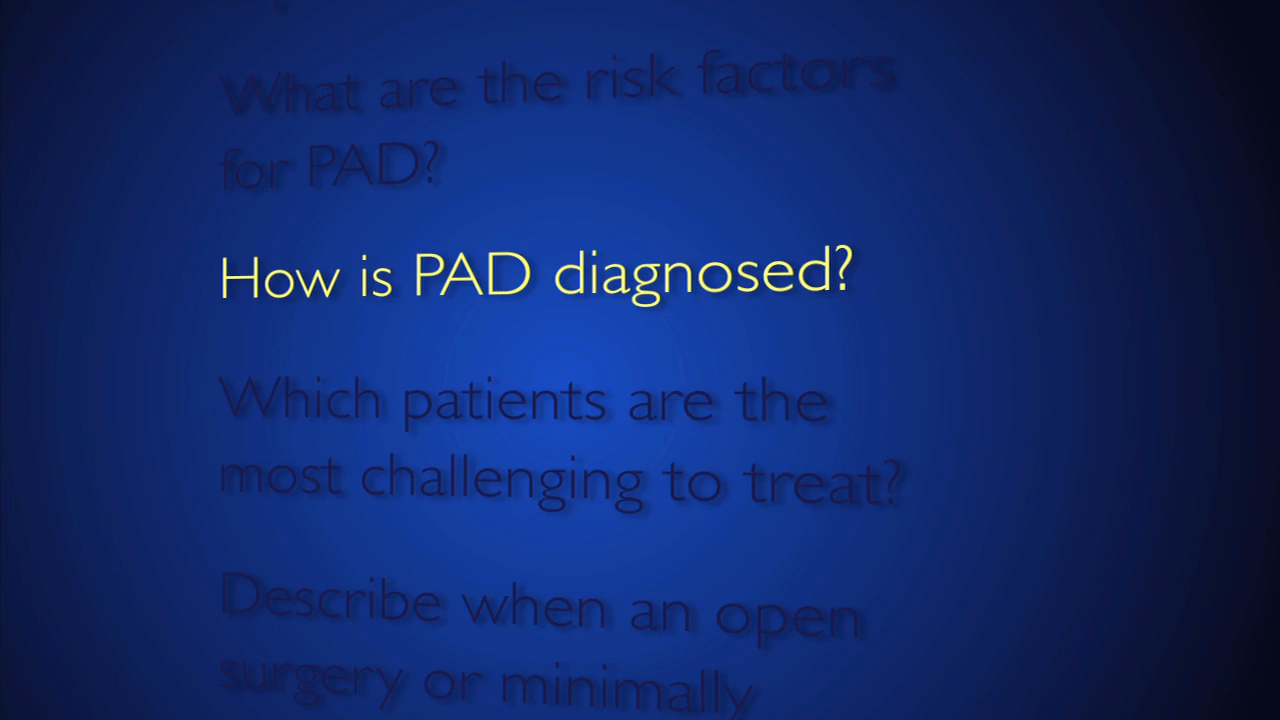 What are the risk factors
for PAD?
How is PAD diagnosed?
Which patients are the
most challenging to treat?
Describe when an open
surgery or minimally